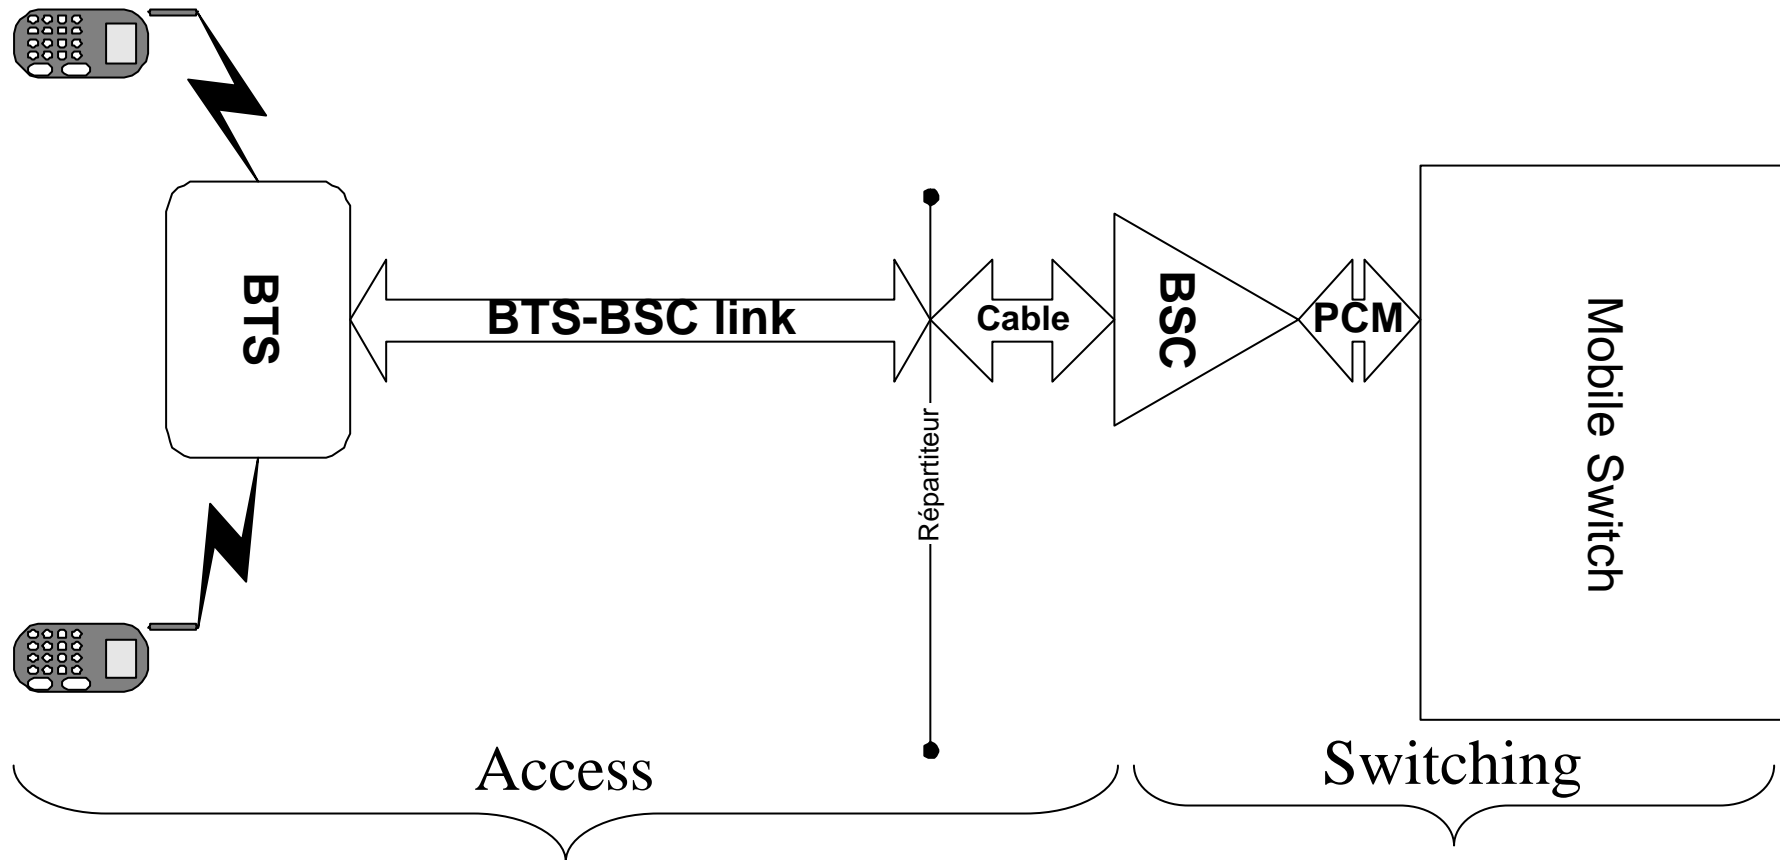 BTS
BTS-BSC link
Répartiteur
Cable
BSC
PCM
Mobile Switch
Access
Switching